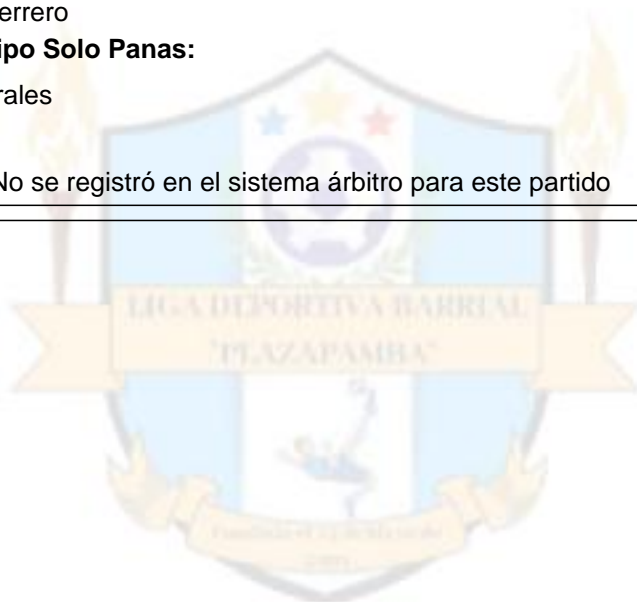 errero
ipo Solo Panas:
rales
No se registró en el sistema árbitro para este partido
LIGA DEPORTIVA BARRIAL
"PLAZAPAMBA"